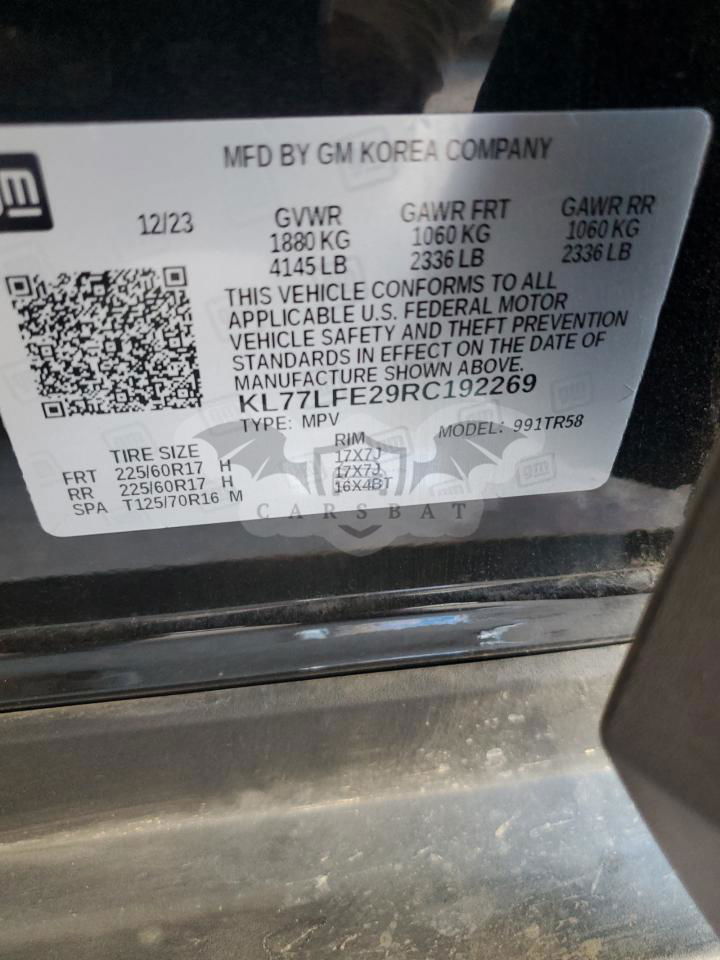 gm
MFD BY GM KOREA COMPANY
12/23
GVWR GAWR FRT GAWR RR
1880 KG 1060 KG 1060 KG
4145 LB 2336 LB 2336 LB
THIS VEHICLE CONFORMS TO ALL
APPLICABLE U.S. FEDERAL MOTOR
VEHICLE SAFETY AND THEFT PREVENTION
STANDARDS IN EFFECT ON THE DATE OF
MANUFACTURE SHOWN ABOVE.
KL77LFE29RC192269
TYPE: MPV MODEL: 991TR58
TIRE SIZE RIM
FRT 225/60R17 H 17X7J
RR 225/60R17 H 17X7J
SPA T125/70R16 M 16X4BT
CARSBAT